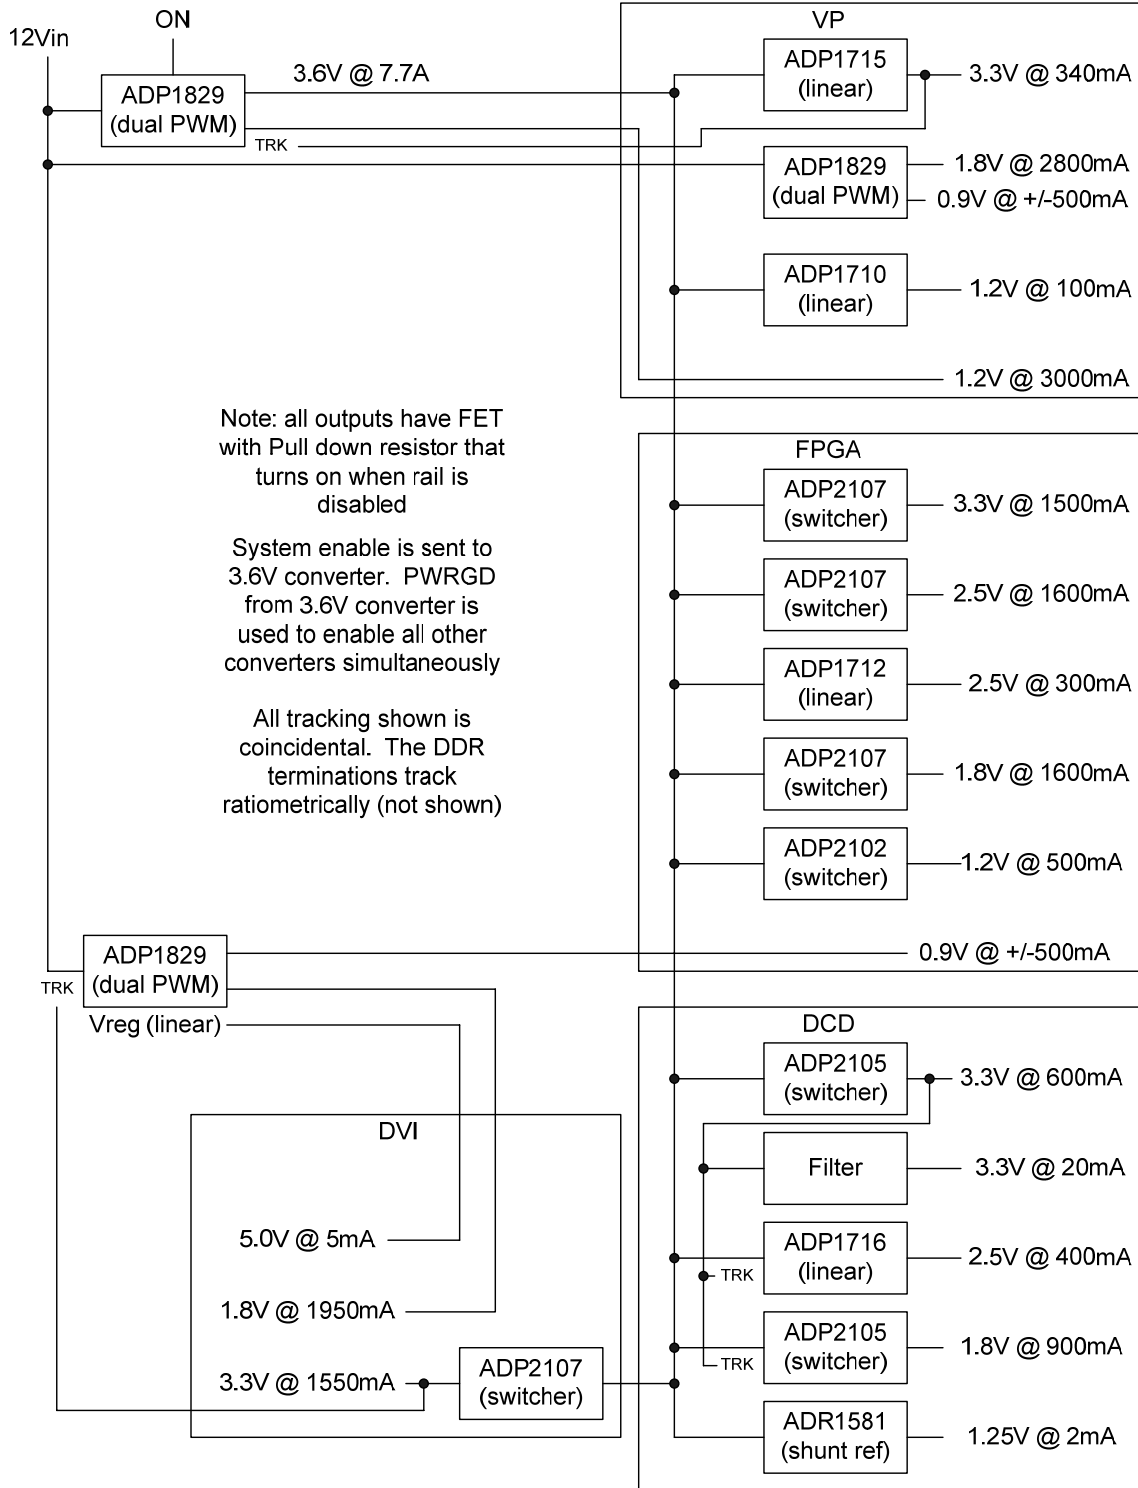 12Vin
ON
ADP1829
(dual PWM)
3.6V @ 7.7A
TRK
VP
ADP1715
(linear)
3.3V @ 340mA
ADP1829
(dual PWM)
1.8V @ 2800mA
0.9V @ +/-500mA
ADP1710
(linear)
1.2V @ 100mA
1.2V @ 3000mA
Note: all outputs have FET
with Pull down resistor that
turns on when rail is
disabled
System enable is sent to
3.6V converter. PWRGD
from 3.6V converter is
used to enable all other
converters simultaneously
All tracking shown is
coincidental. The DDR
terminations track
ratiometrically (not shown)
FPGA
ADP2107
(switcher)
3.3V @ 1500mA
ADP2107
(switcher)
2.5V @ 1600mA
ADP1712
(linear)
2.5V @ 300mA
ADP2107
(switcher)
1.8V @ 1600mA
ADP2102
(switcher)
1.2V @ 500mA
0.9V @ +/-500mA
ADP1829
(dual PWM)
TRK
Vreg (linear)
DVI
5.0V @ 5mA
1.8V @ 1950mA
3.3V @ 1550mA
ADP2107
(switcher)
DCD
ADP2105
(switcher)
3.3V @ 600mA
Filter
3.3V @ 20mA
ADP1716
(linear)
TRK
2.5V @ 400mA
ADP2105
(switcher)
TRK
1.8V @ 900mA
ADR1581
(shunt ref)
1.25V @ 2mA